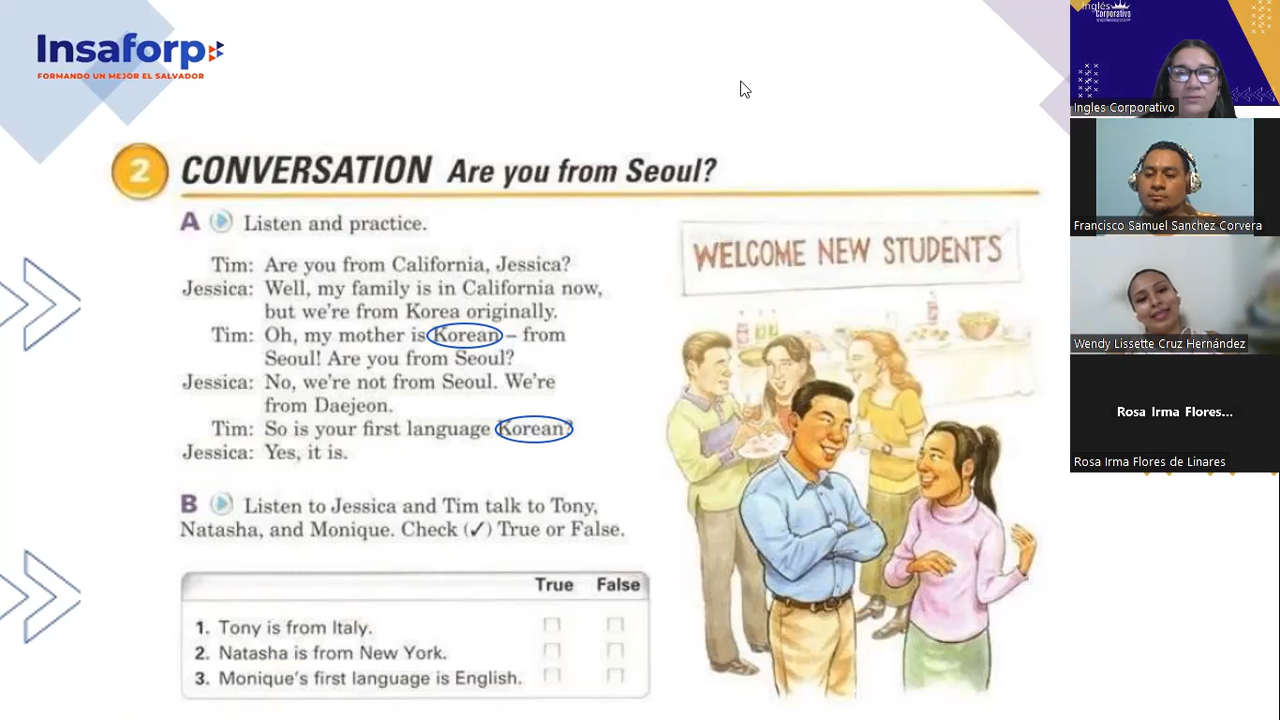 Insaforp
FORMANDO UN MEJOR EL SALVADOR
2 CONVERSATION Are you from Seoul?
A Listen and practice.
Tim: Are you from California, Jessica?
Jessica: Well, my family is in California now,
but we're from Korea originally.
Tim: Oh, my mother is Korean – from
Seoul! Are you from Seoul?
Jessica: No, we're not from Seoul. We're
from Daejeon.
Tim: So is your first language Korean?
Jessica: Yes, it is.
B Listen to Jessica and Tim talk to Tony,
Natasha, and Monique. Check (✓) True or False.
True False
1. Tony is from Italy.
2. Natasha is from New York.
3. Monique's first language is English.
WELCOME NEW STUDENTS
Inglés
Corporativo
Ingles Corporativo
Francisco Samuel Sanchez Corvera
Wendy Lissette Cruz Hernández
Rosa Irma Flores...
Rosa Irma Flores de Linares